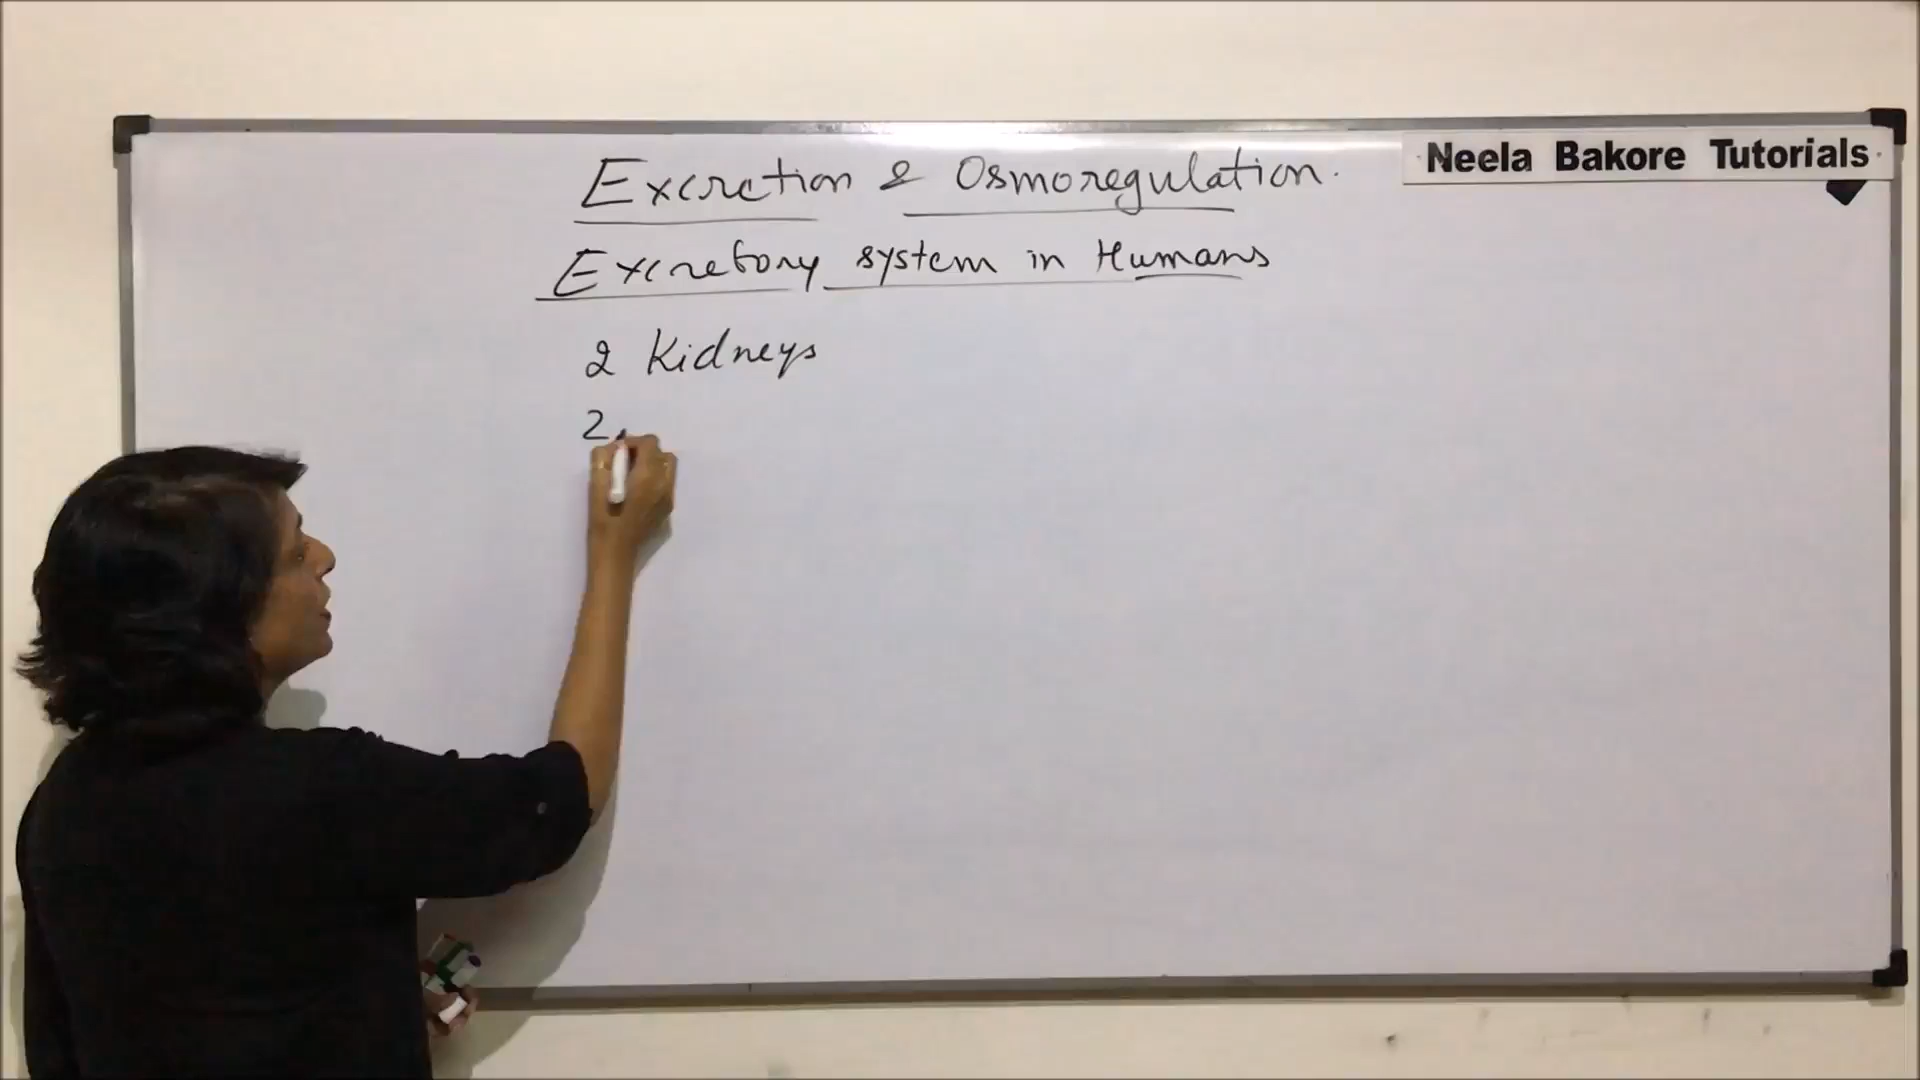 Neela Bakore Tutorials
Excretion & Osmoregulation.
Excretory system in Humans
2 Kidneys
2